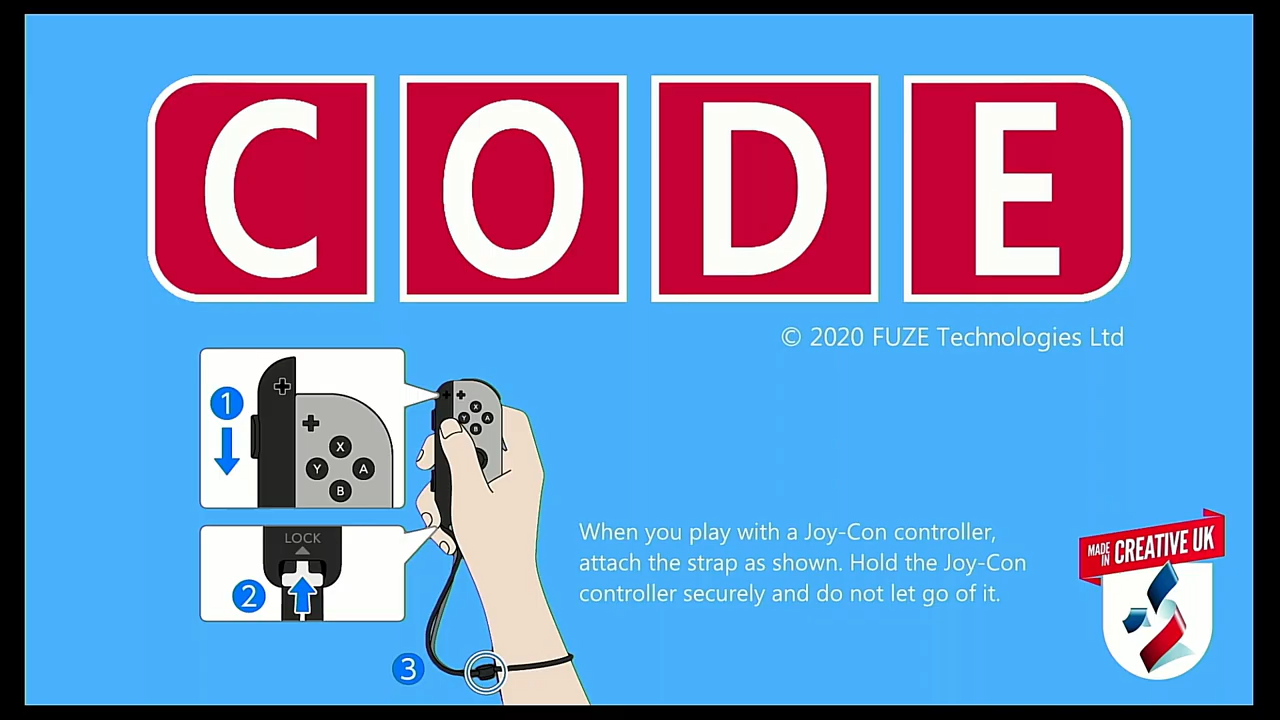 CODE
© 2020 FUZE Technologies Ltd
1
X
Y A
B
X
Y A
B
LOCK
2
When you play with a Joy-Con controller,
attach the strap as shown. Hold the Joy-Con
controller securely and do not let go of it.
MADE IN CREATIVE UK
3